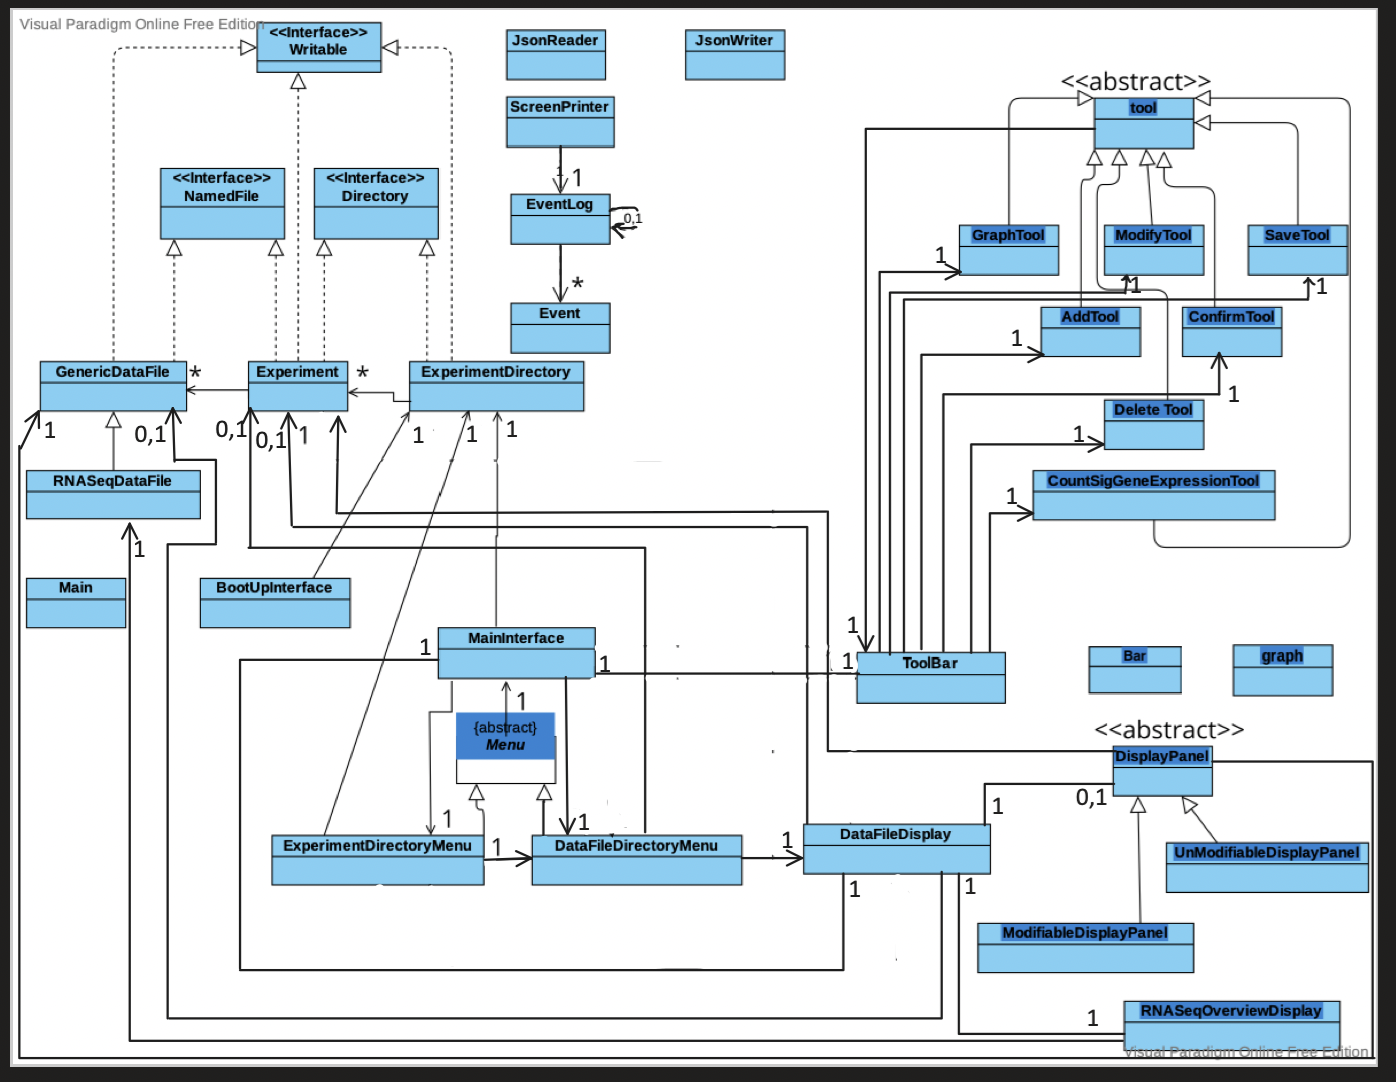 Visual Paradigm Online Free Edition
<<Interface>>
Writable
JsonReader
JsonWriter
<<abstract>>
tool
ScreenPrinter
1
1
<<Interface>>
NamedFile
<<Interface>>
Directory
EventLog
0,1
GraphTool
ModifyTool
SaveTool
1
1
1
*
Event
AddTool
ConfirmTool
1
GenericDataFile
*
Experiment
*
ExperimentDirectory
1
Delete Tool
1
0,1
0,1
0,1
1
1
1
1
1
RNASeqDataFile
CountSigGeneExpressionTool
1
1
Main
BootUpInterface
1
MainInterface
1
1
1
ToolBar
Bar
graph
1
{abstract}
Menu
<<abstract>>
DisplayPanel
0,1
1
1
1
ExperimentDirectoryMenu
1
DataFileDirectoryMenu
1
DataFileDisplay
UnModifiableDisplayPanel
1
1
ModifiableDisplayPanel
RNASeqOverviewDisplay
1
Visual Paradigm Online Free Edition